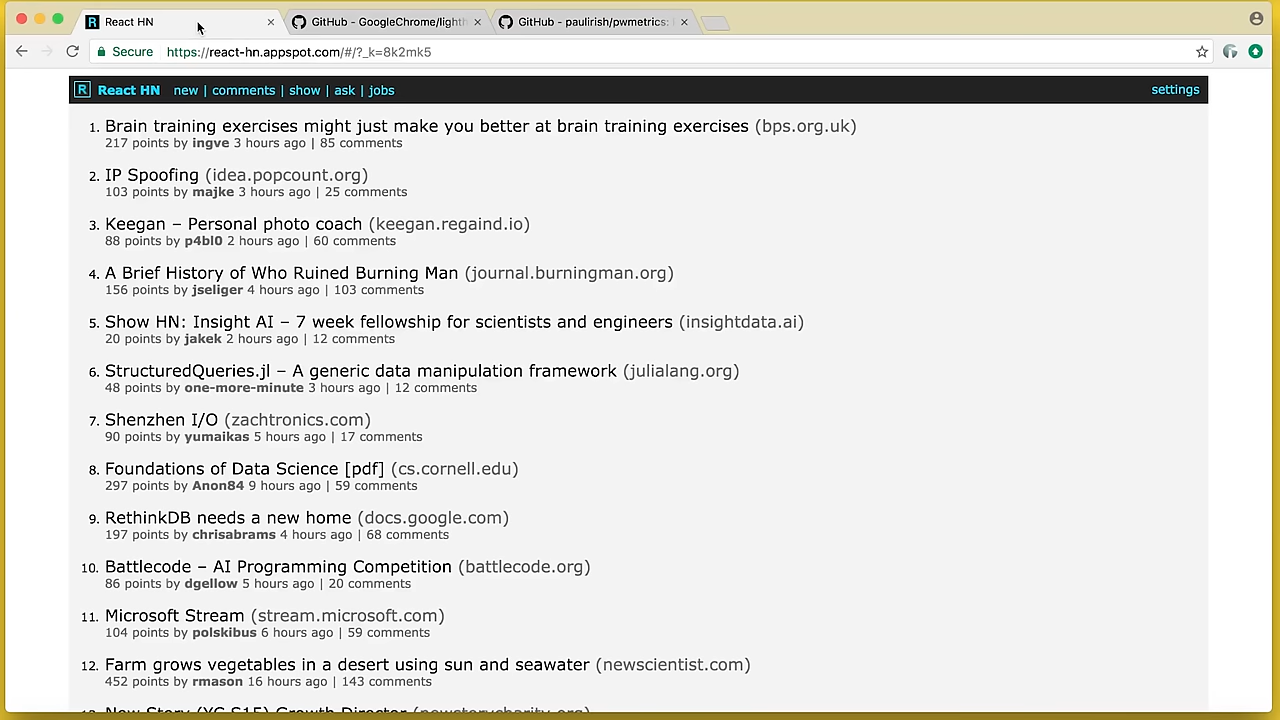 React HN
GitHub - GoogleChrome/lighth
GitHub - paulirish/pwmetrics:
Secure https://react-hn.appspot.com/#/?_k=8k2mk5
R React HN new | comments | show | ask | jobs settings
1. Brain training exercises might just make you better at brain training exercises (bps.org.uk)
217 points by ingve 3 hours ago | 85 comments
2. IP Spoofing (idea.popcount.org)
103 points by majke 3 hours ago | 25 comments
3. Keegan – Personal photo coach (keegan.regaind.io)
88 points by p4bl0 2 hours ago | 60 comments
4. A Brief History of Who Ruined Burning Man (journal.burningman.org)
156 points by jseliger 4 hours ago | 103 comments
5. Show HN: Insight AI – 7 week fellowship for scientists and engineers (insightdata.ai)
20 points by jakek 2 hours ago | 12 comments
6. StructuredQueries.jl – A generic data manipulation framework (julialang.org)
48 points by one-more-minute 3 hours ago | 12 comments
7. Shenzhen I/O (zachtronics.com)
90 points by yumaikas 5 hours ago | 17 comments
8. Foundations of Data Science [pdf] (cs.cornell.edu)
297 points by Anon84 9 hours ago | 59 comments
9. RethinkDB needs a new home (docs.google.com)
197 points by chrisabrams 4 hours ago | 68 comments
10. Battlecode – AI Programming Competition (battlecode.org)
86 points by dgellow 5 hours ago | 20 comments
11. Microsoft Stream (stream.microsoft.com)
104 points by polskibus 6 hours ago | 59 comments
12. Farm grows vegetables in a desert using sun and seawater (newscientist.com)
452 points by rmason 16 hours ago | 143 comments
New Story (YC S15) Growth Director (newstorycharity.org)